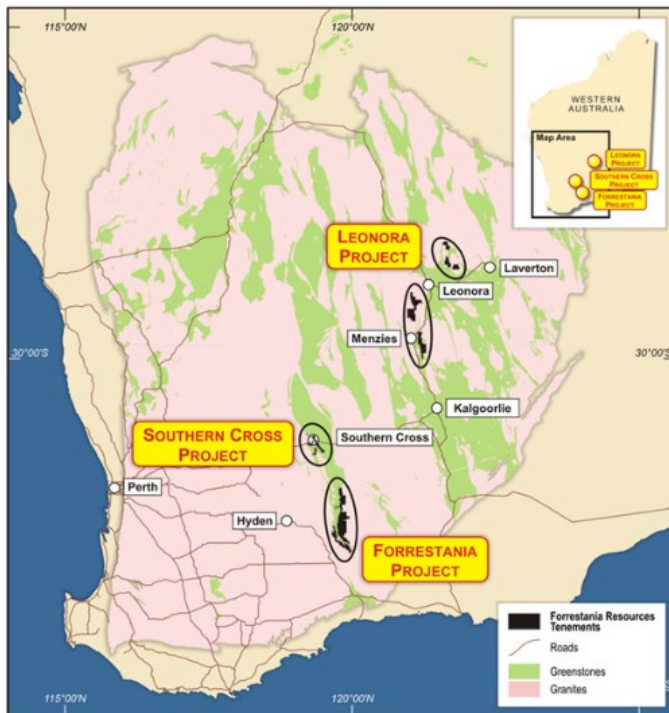 115°00'E
120°00'E
WESTERN
AUSTRALIA
Map Area
LEONORA
PROJECT
SOUTHERN CROSS
PROJECT
FORRESTANIA
PROJECT
LEONORA
PROJECT
Laverton
Leonora
Menzies
30°00'S
30°00'S
Kalgoorlie
SOUTHERN CROSS
PROJECT
Southern Cross
Perth
Hyden
FORRESTANIA
PROJECT
Forrestania Resources
Tenements
Roads
Greenstones
Granites
115°00'E
120°00'E